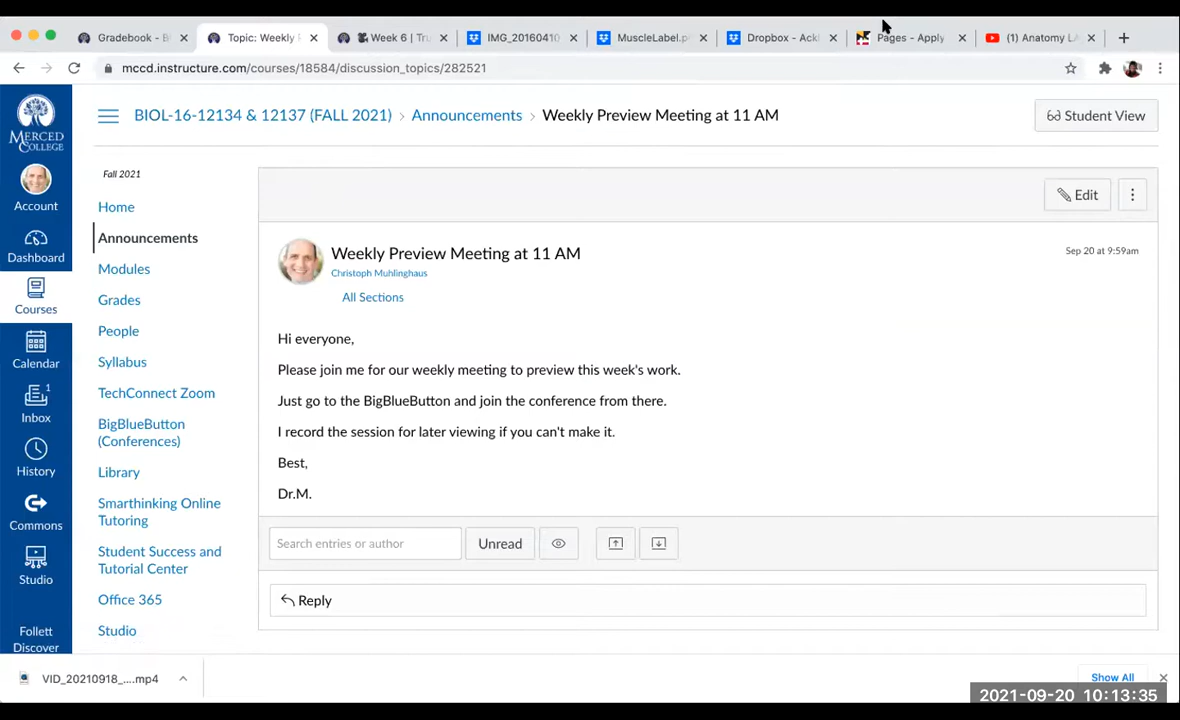 Gradebook - B
Topic: Weekly
Week 6 | Tru
IMG_20160410
MuscleLabel.p
Dropbox - Ack
Pages - Apply
(1) Anatomy LA
mccd.instructure.com/courses/18584/discussion_topics/282521
MERCED
COLLEGE
Account
Dashboard
Courses
Calendar
1
Inbox
History
Commons
Studio
Follett
Discover
BIOL-16-12134 & 12137 (FALL 2021) › Announcements › Weekly Preview Meeting at 11 AM
Student View
Fall 2021
Home
Announcements
Modules
Grades
People
Syllabus
TechConnect Zoom
BigBlueButton
(Conferences)
Library
Smarthinking Online
Tutoring
Student Success and
Tutorial Center
Office 365
Studio
Edit
Weekly Preview Meeting at 11 AM
Sep 20 at 9:59am
Christoph Muhlinghaus
All Sections
Hi everyone,
Please join me for our weekly meeting to preview this week's work.
Just go to the BigBlueButton and join the conference from there.
I record the session for later viewing if you can't make it.
Best,
Dr.M.
Search entries or author
Unread
Reply
VID_20210918_....mp4
Show All
2021-09-20 10:13:35